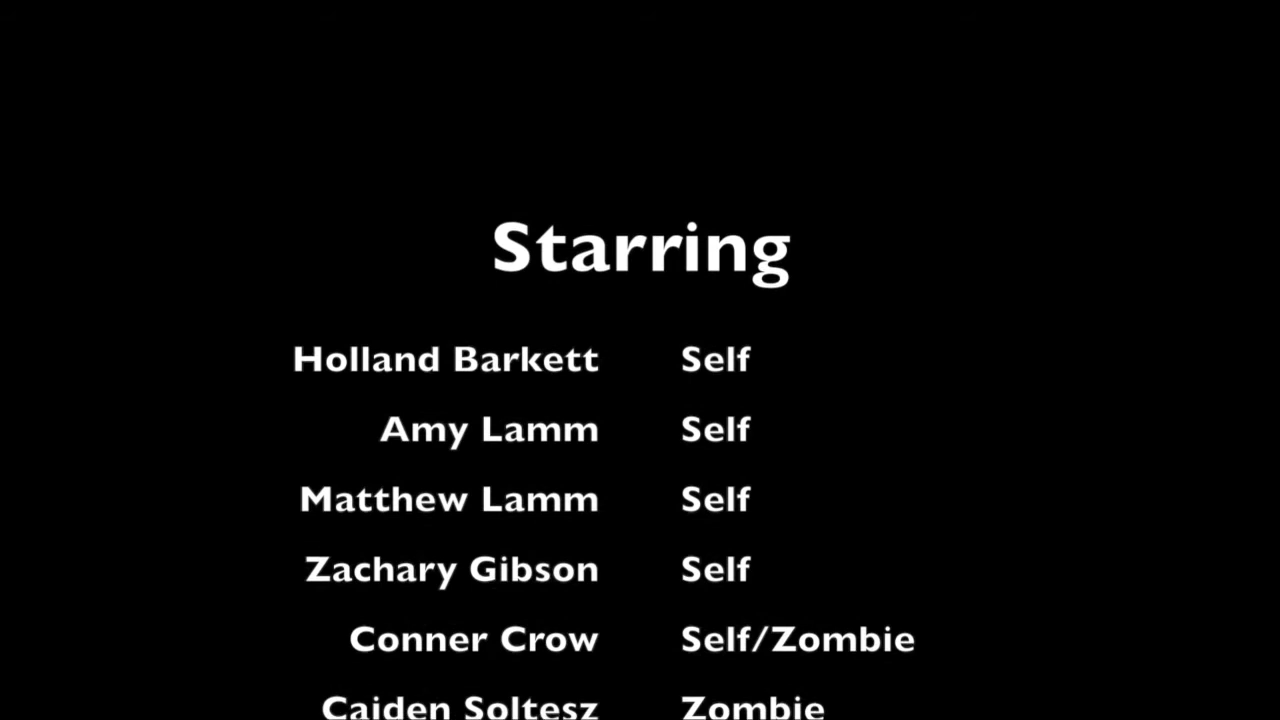 Starring
Holland Barkett Self
Amy Lamm Self
Matthew Lamm Self
Zachary Gibson Self
Conner Crow Self/Zombie
Caiden Soltesz Zombie